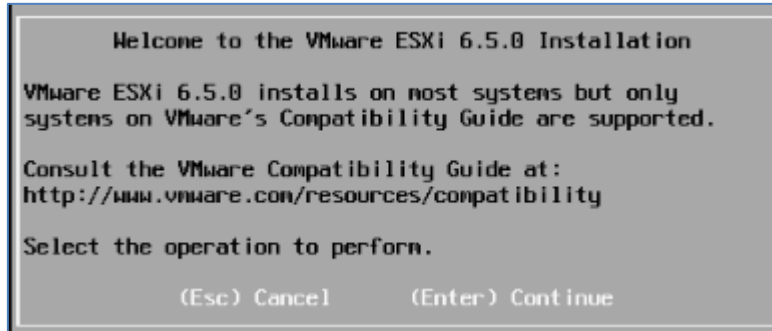 Welcome to the VMware ESXi 6.5.0 Installation
VMware ESXi 6.5.0 installs on most systems but only
systems on VMware's Compatibility Guide are supported.
Consult the VMware Compatibility Guide at:
http://www.vmware.com/resources/compatibility
Select the operation to perform.
(Esc) Cancel (Enter) Continue